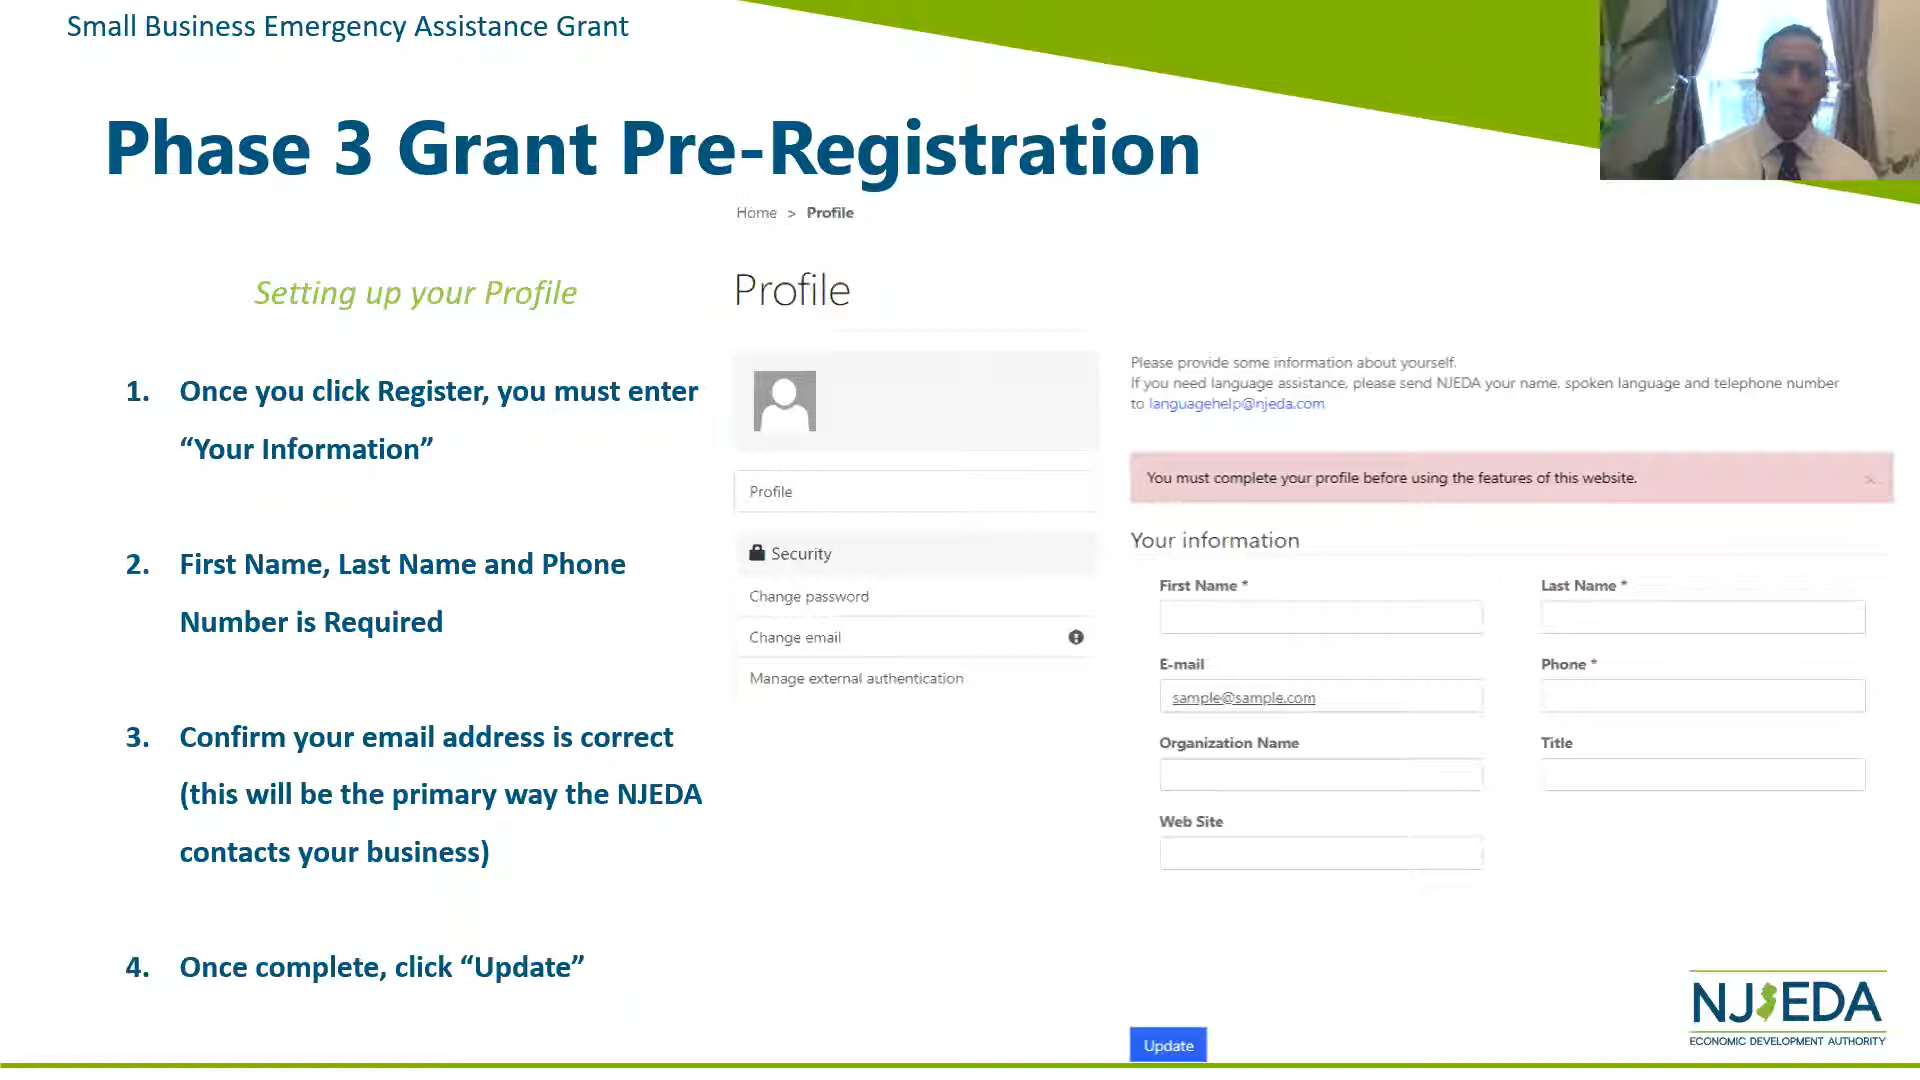 Small Business Emergency Assistance Grant
Phase 3 Grant Pre-Registration
Setting up your Profile
1. Once you click Register, you must enter
“Your Information”
2. First Name, Last Name and Phone
Number is Required
3. Confirm your email address is correct
(this will be the primary way the NJEDA
contacts your business)
4. Once complete, click “Update”
Home > Profile
Profile
Profile
Security
Change password
Change email
Manage external authentication
Please provide some information about yourself.
If you need language assistance, please send NJEDA your name, spoken language and telephone number
to languagehelp@njeda.com
You must complete your profile before using the features of this website.
Your information
First Name *
Last Name *
E-mail
Phone *
sample@sample.com
Organization Name
Title
Web Site
Update
NJEDA
ECONOMIC DEVELOPMENT AUTHORITY